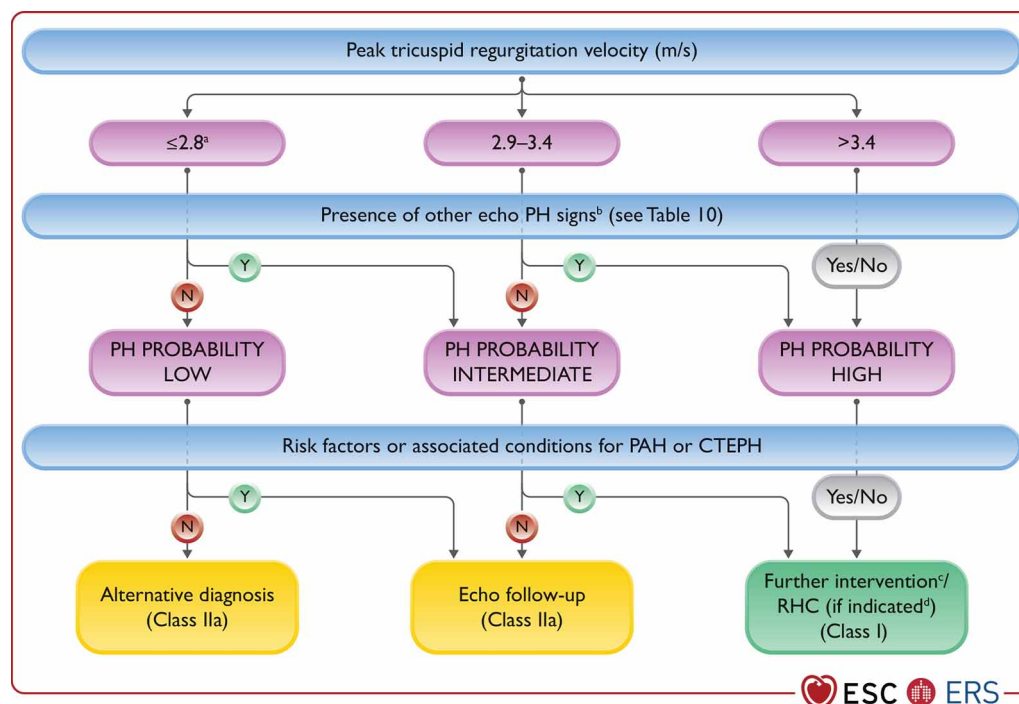 Peak tricuspid regurgitation velocity (m/s)
≤2.8ᵃ
2.9–3.4
>3.4
Presence of other echo PH signsᵇ (see Table 10)
Y
Y
Yes/No
N
N
PH PROBABILITY
LOW
PH PROBABILITY
INTERMEDIATE
PH PROBABILITY
HIGH
Risk factors or associated conditions for PAH or CTEPH
Y
Y
Yes/No
N
N
Alternative diagnosis
(Class IIa)
Echo follow-up
(Class IIa)
Further interventionᶜ/
RHC (if indicatedᵈ)
(Class I)
ESC ERS